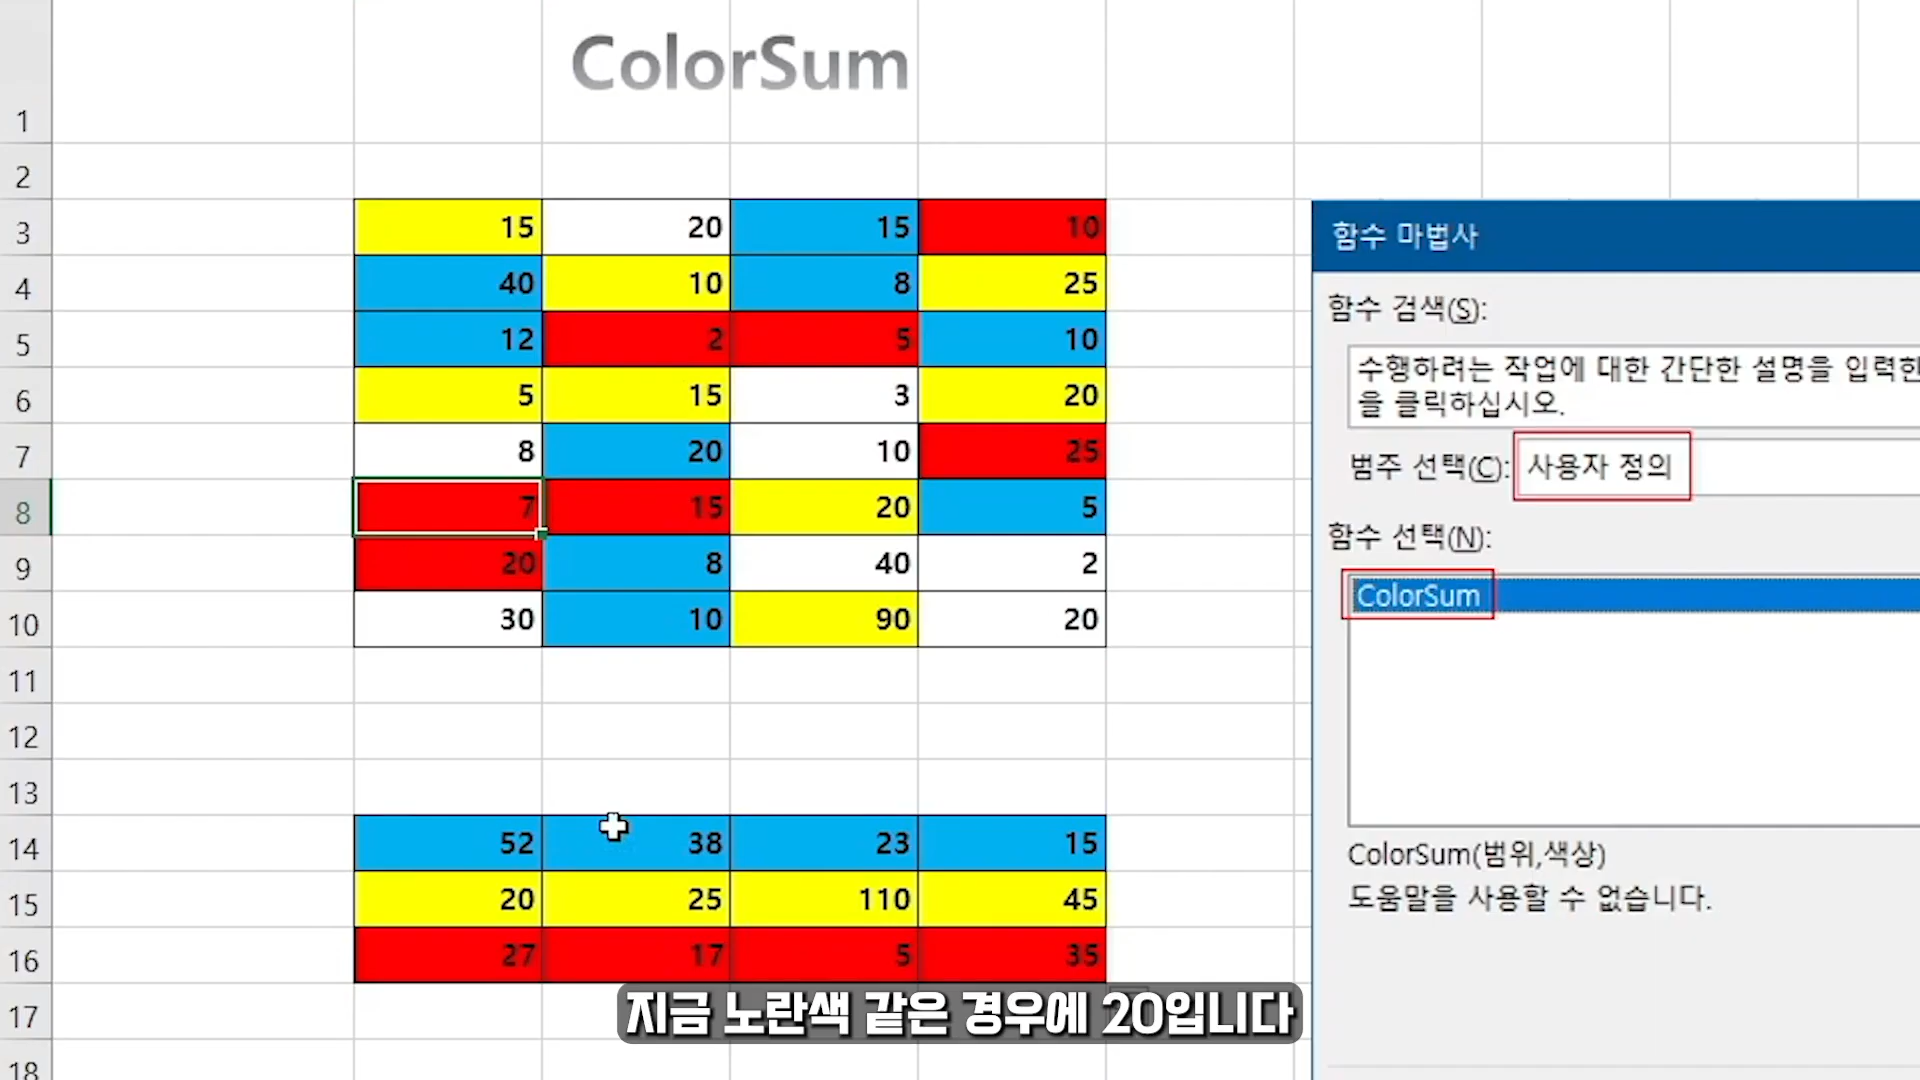 ColorSum
1
2
3 15 20 15 10
4 40 10 8 25
5 12 2 5 10
6 5 15 3 20
7 8 20 10 25
8 7 15 20 5
9 20 8 40 2
10 30 10 90 20
11
12
13
14 52 38 23 15
15 20 25 110 45
16 27 17 5 35
17
18
함수 마법사
함수 검색(S):
수행하려는 작업에 대한 간단한 설명을 입력한
을 클릭하십시오.
범주 선택(C): 사용자 정의
함수 선택(N):
ColorSum
ColorSum(범위,색상)
도움말을 사용할 수 없습니다.
지금 노란색 같은 경우에 20입니다